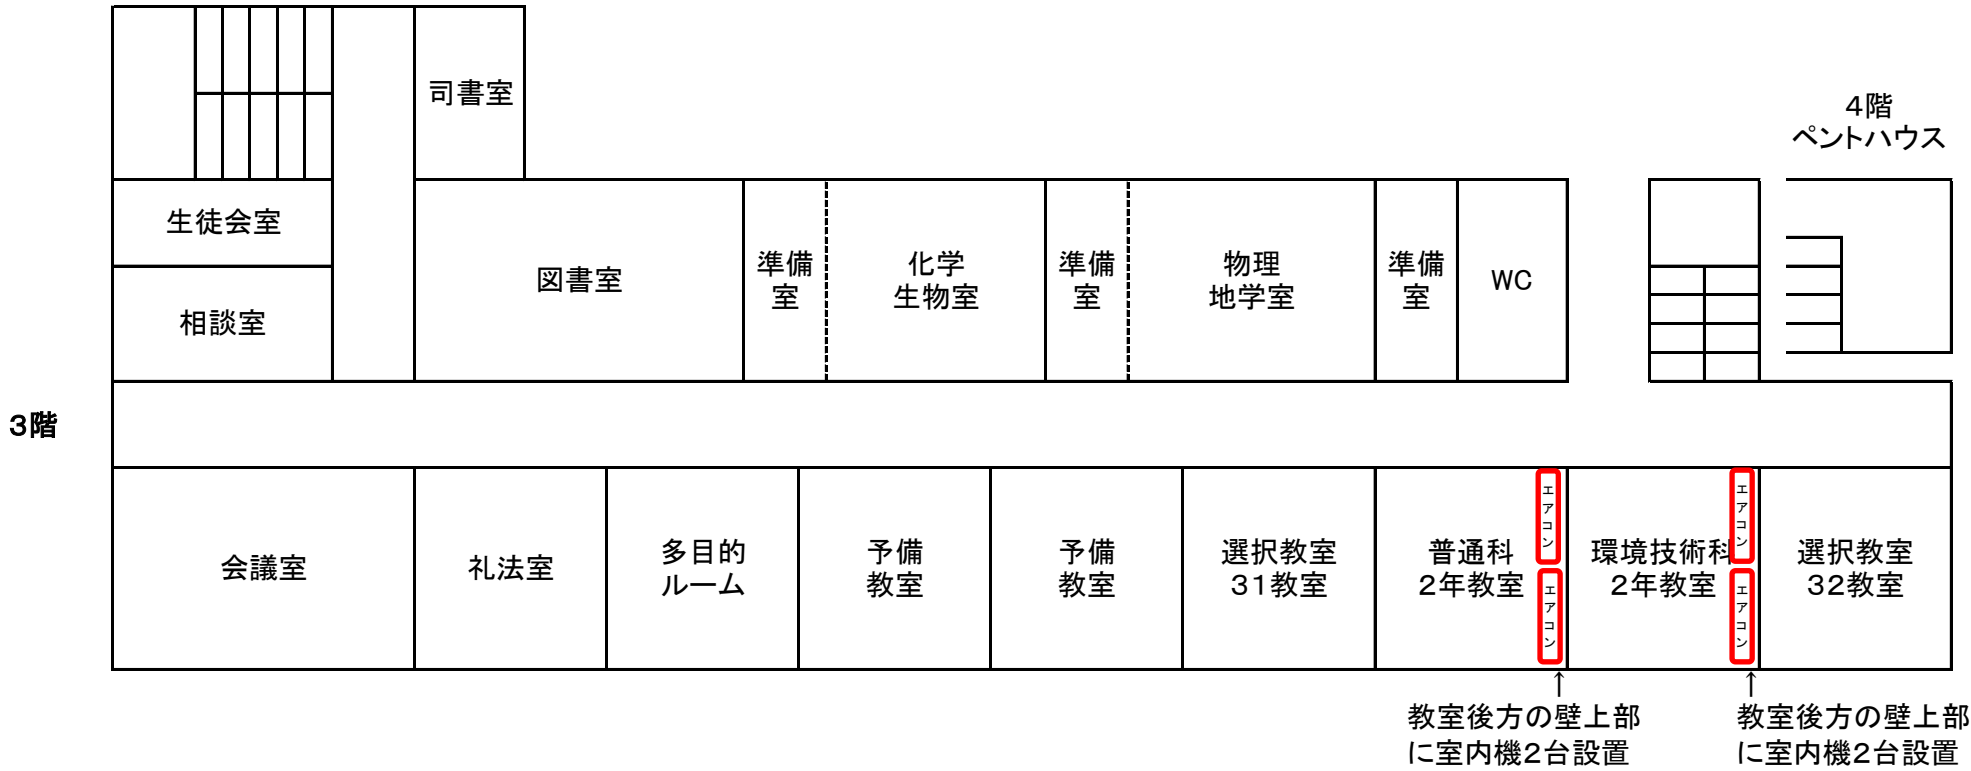 司書室
4階
ペントハウス
生徒会室
相談室
図書室
準備
室
化学
生物室
準備
室
物理
地学室
準備
室
WC
3階
会議室
礼法室
多目的
ルーム
予備
教室
予備
教室
選択教室
31教室
普通科
2年教室
エアコン
エアコン
環境技術科
2年教室
エアコン
エアコン
選択教室
32教室
↑
教室後方の壁上部
に室内機2台設置
↑
教室後方の壁上部
に室内機2台設置